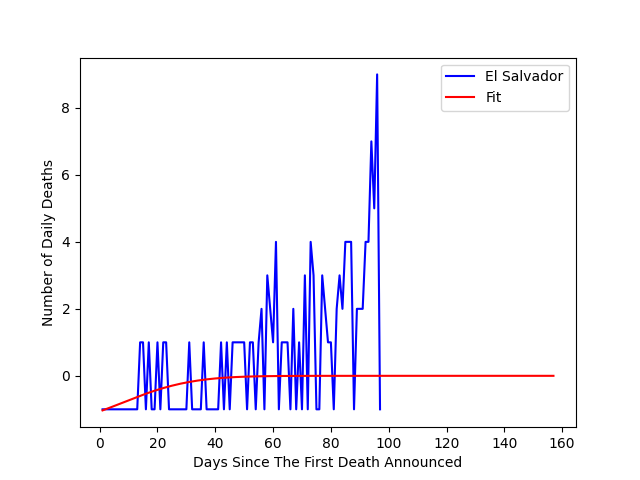 El Salvador
Fit
Number of Daily Deaths
8
6
4
2
0
0 20 40 60 80 100 120 140 160
Days Since The First Death Announced